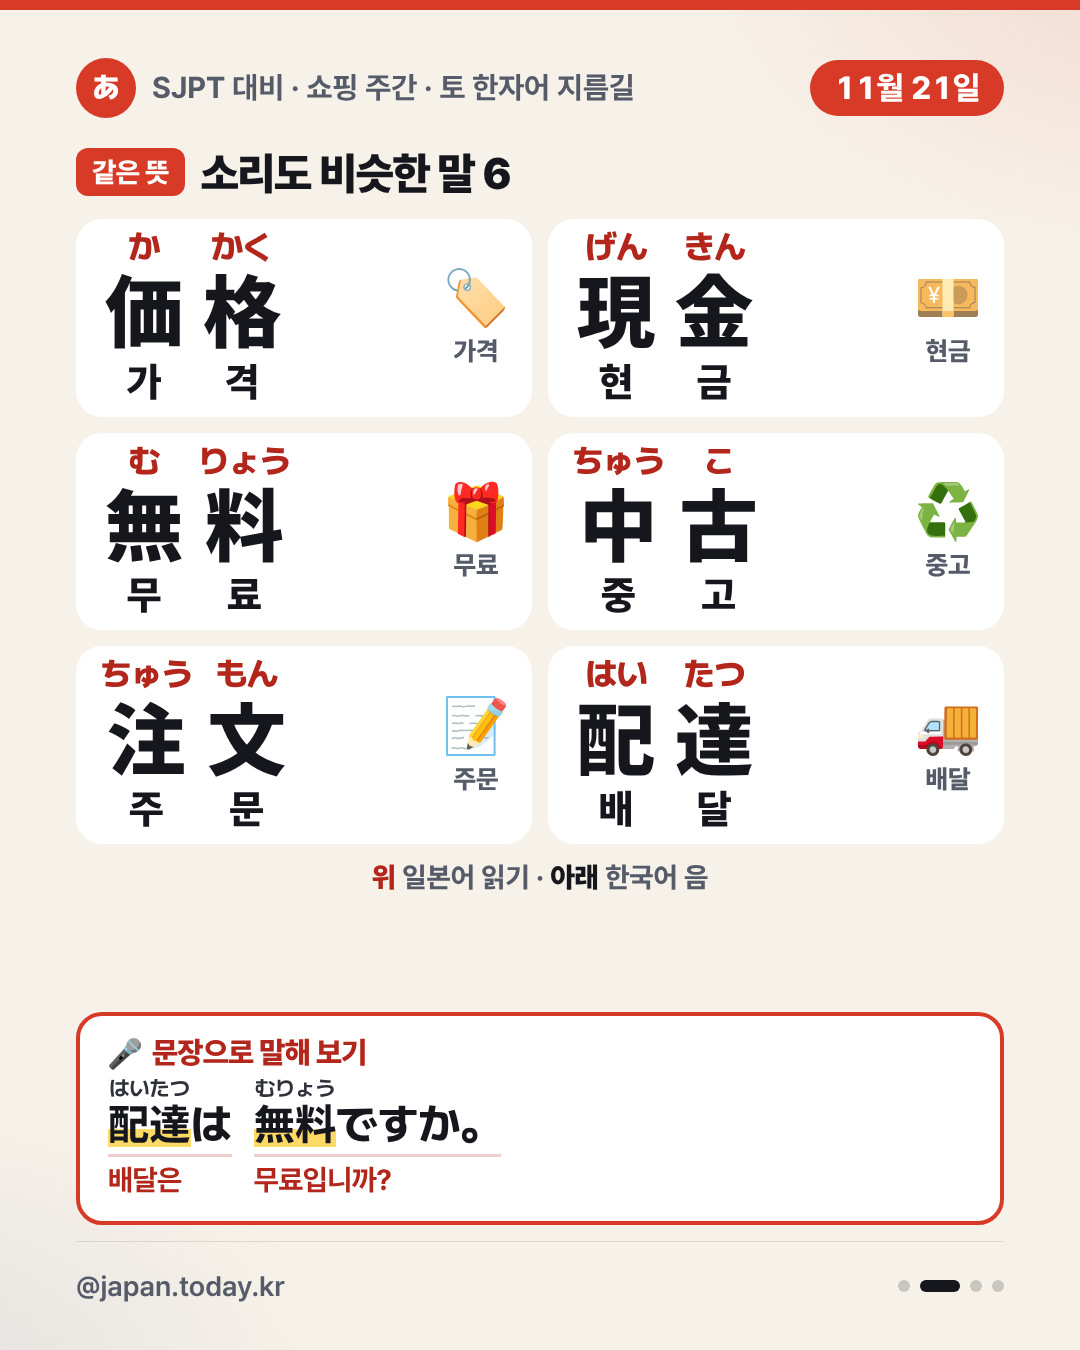 あ SJPT 대비 · 쇼핑 주간 · 토 한자어 지름길
11월 21일
같은 뜻 소리도 비슷한 말 6
か かく
価 格
가 격
가격
げん きん
現 金
현 금
현금
む りょう
無 料
무 료
무료
ちゅう こ
中 古
중 고
중고
ちゅう もん
注 文
주 문
주문
はい たつ
配 達
배 달
배달
위 일본어 읽기 · 아래 한국어 음
문장으로 말해 보기
はいたつ むりょう
配達は 無料ですか。
배달은 무료입니까?
@japan.today.kr